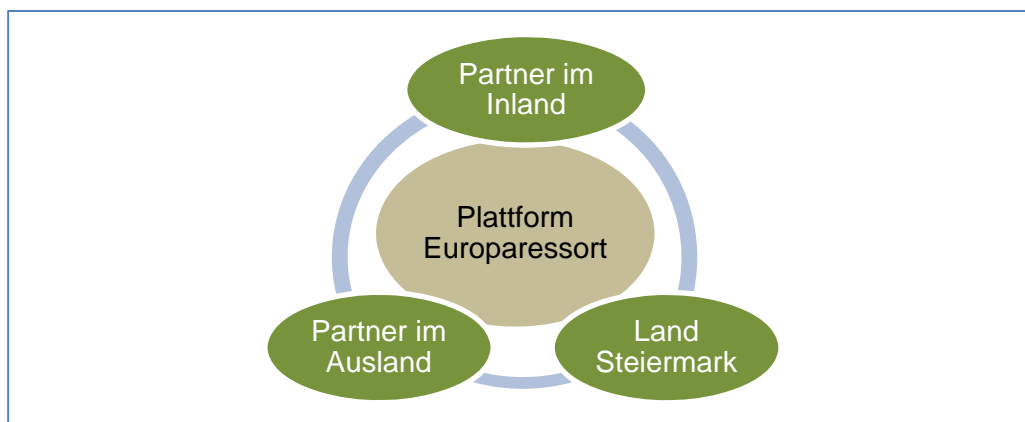 Partner im
Inland
Plattform
Europaressort
Partner im
Ausland
Land
Steiermark